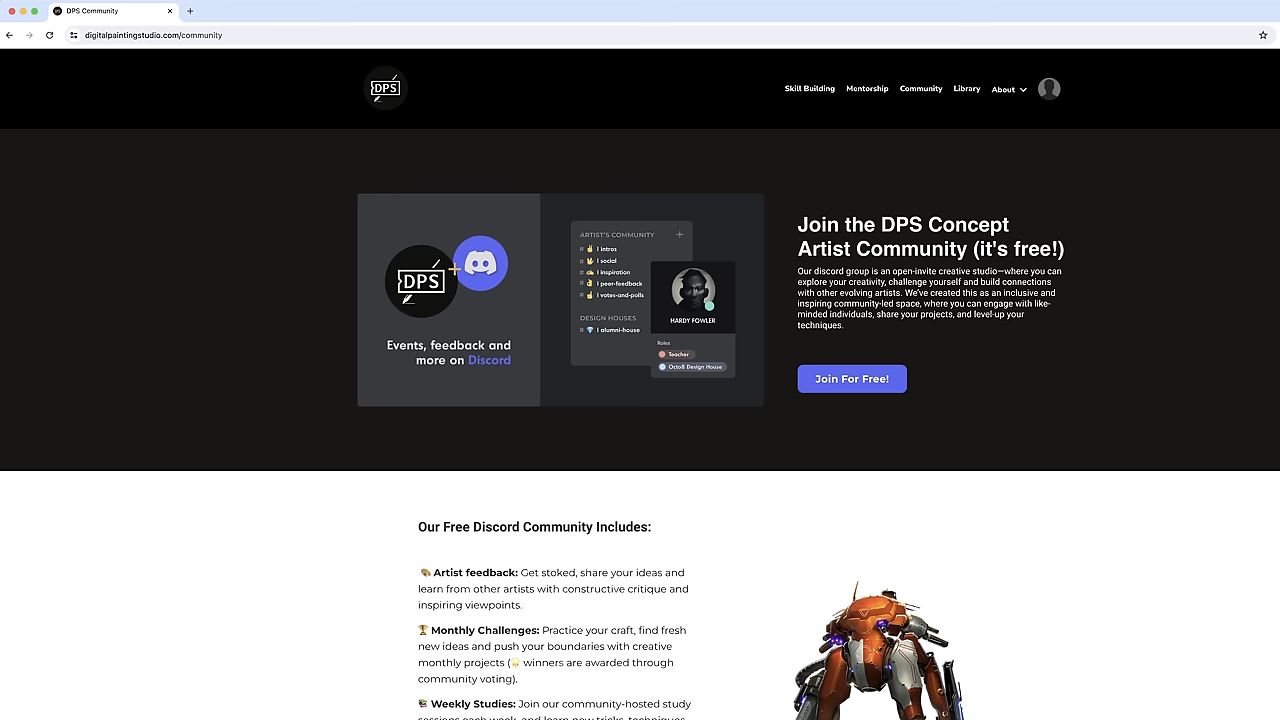 DPS Community
digitalpaintingstudio.com/community
DPS
Skill Building
Mentorship
Community
Library
About
DPS
Events, feedback and
more on Discord
ARTIST'S COMMUNITY
# | intros
# | social
# | inspiration
# | peer-feedback
# | votes-and-polls
DESIGN HOUSES
# | alumni-house
HARDY FOWLER
Roles
Teacher
Octo8 Design House
Join the DPS Concept
Artist Community (it's free!)
Our discord group is an open-invite creative studio—where you can
explore your creativity, challenge yourself and build connections
with other evolving artists. We've created this as an inclusive and
inspiring community-led space, where you can engage with like-
minded individuals, share your projects, and level-up your
techniques.
Join For Free!
Our Free Discord Community Includes:
🎨 Artist feedback: Get stoked, share your ideas and
learn from other artists with constructive critique and
inspiring viewpoints.
🏆 Monthly Challenges: Practice your craft, find fresh
new ideas and push your boundaries with creative
monthly projects (⭐ winners are awarded through
community voting).
📚 Weekly Studies: Join our community-hosted study
sessions each week, and learn new tricks, techniques